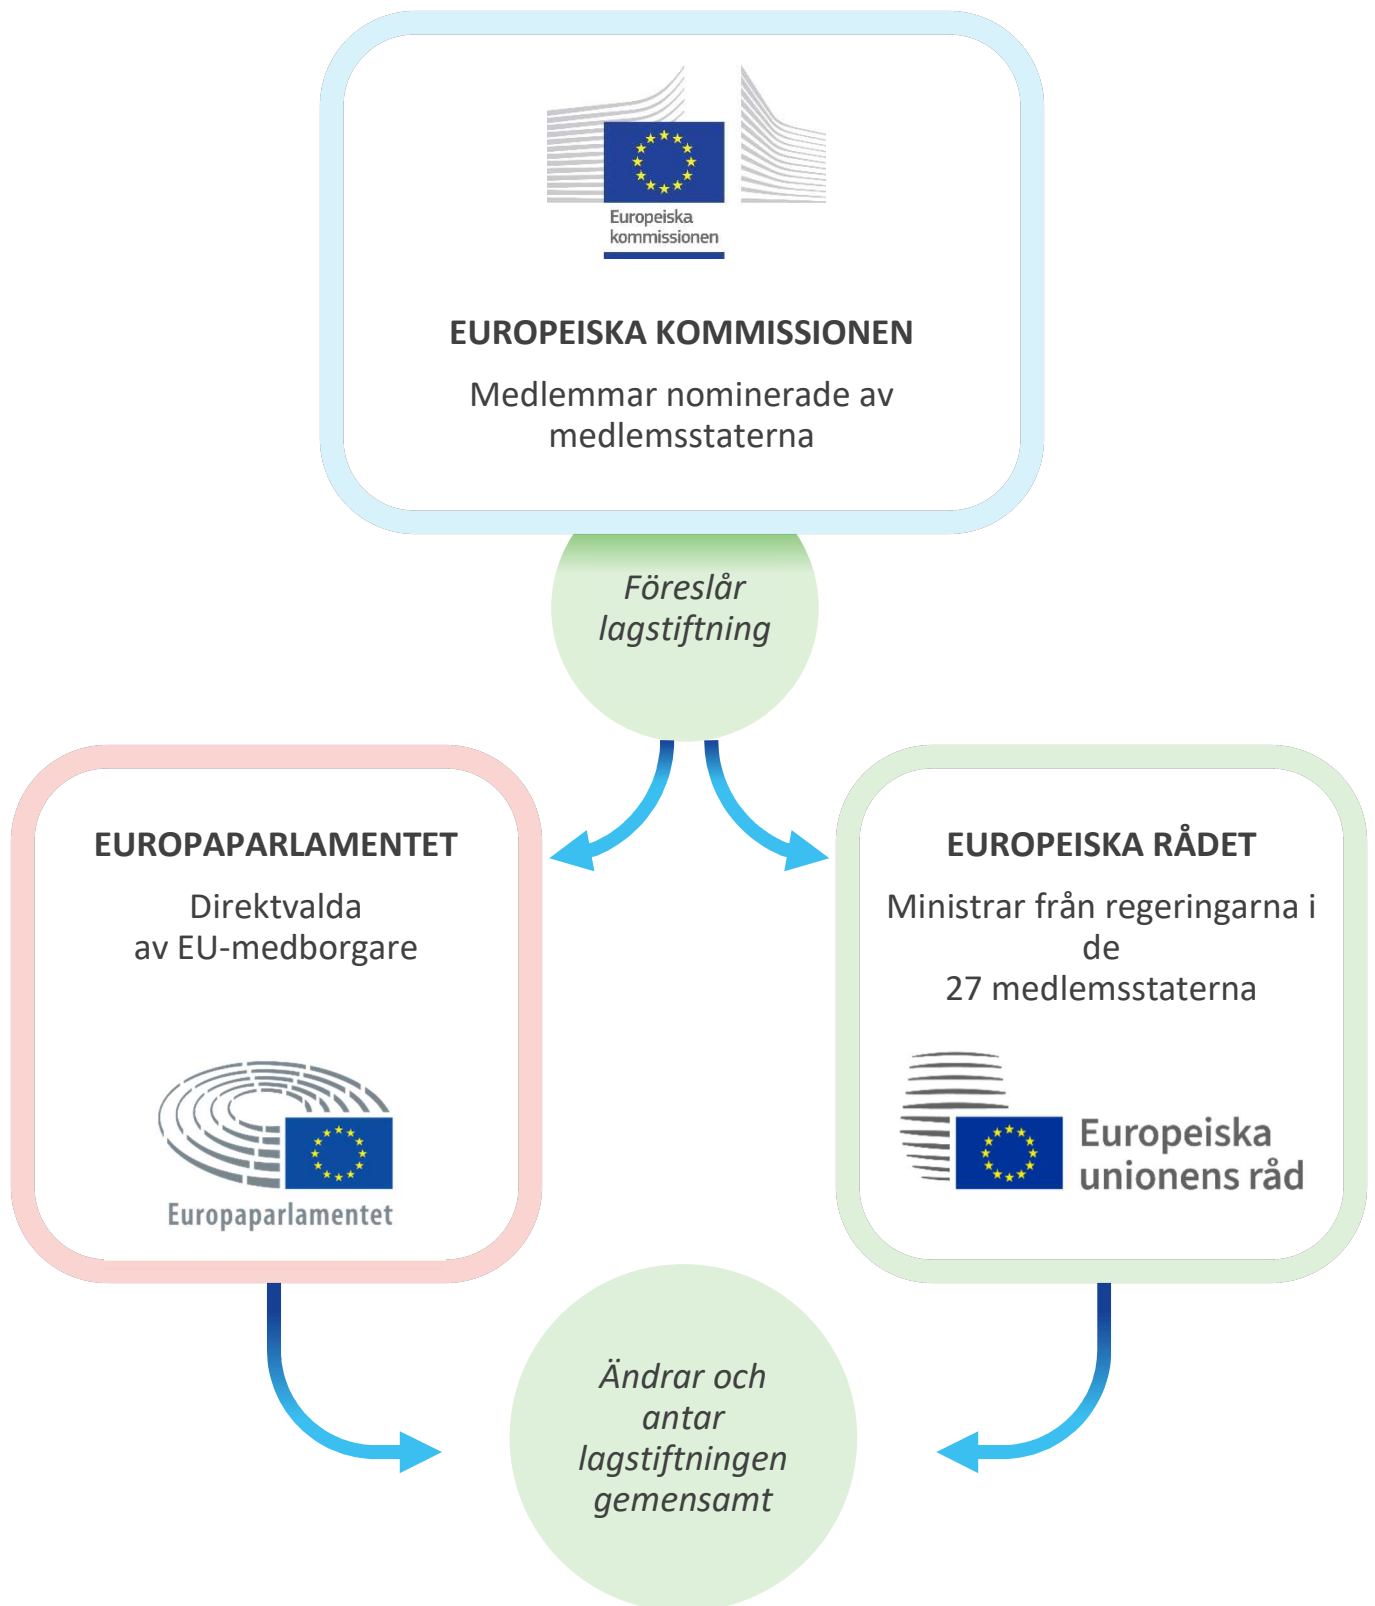 Europeiska
kommissionen
EUROPEISKA KOMMISSIONEN
Medlemmar nominerade av
medlemsstaterna
Föreslår
lagstiftning
EUROPAPARLAMENTET
Direktvalda
av EU-medborgare
Europaparlamentet
EUROPEISKA RÅDET
Ministrar från regeringarna i
de
27 medlemsstaterna
Europeiska
unionens råd
Ändrar och
antar
lagstiftningen
gemensamt